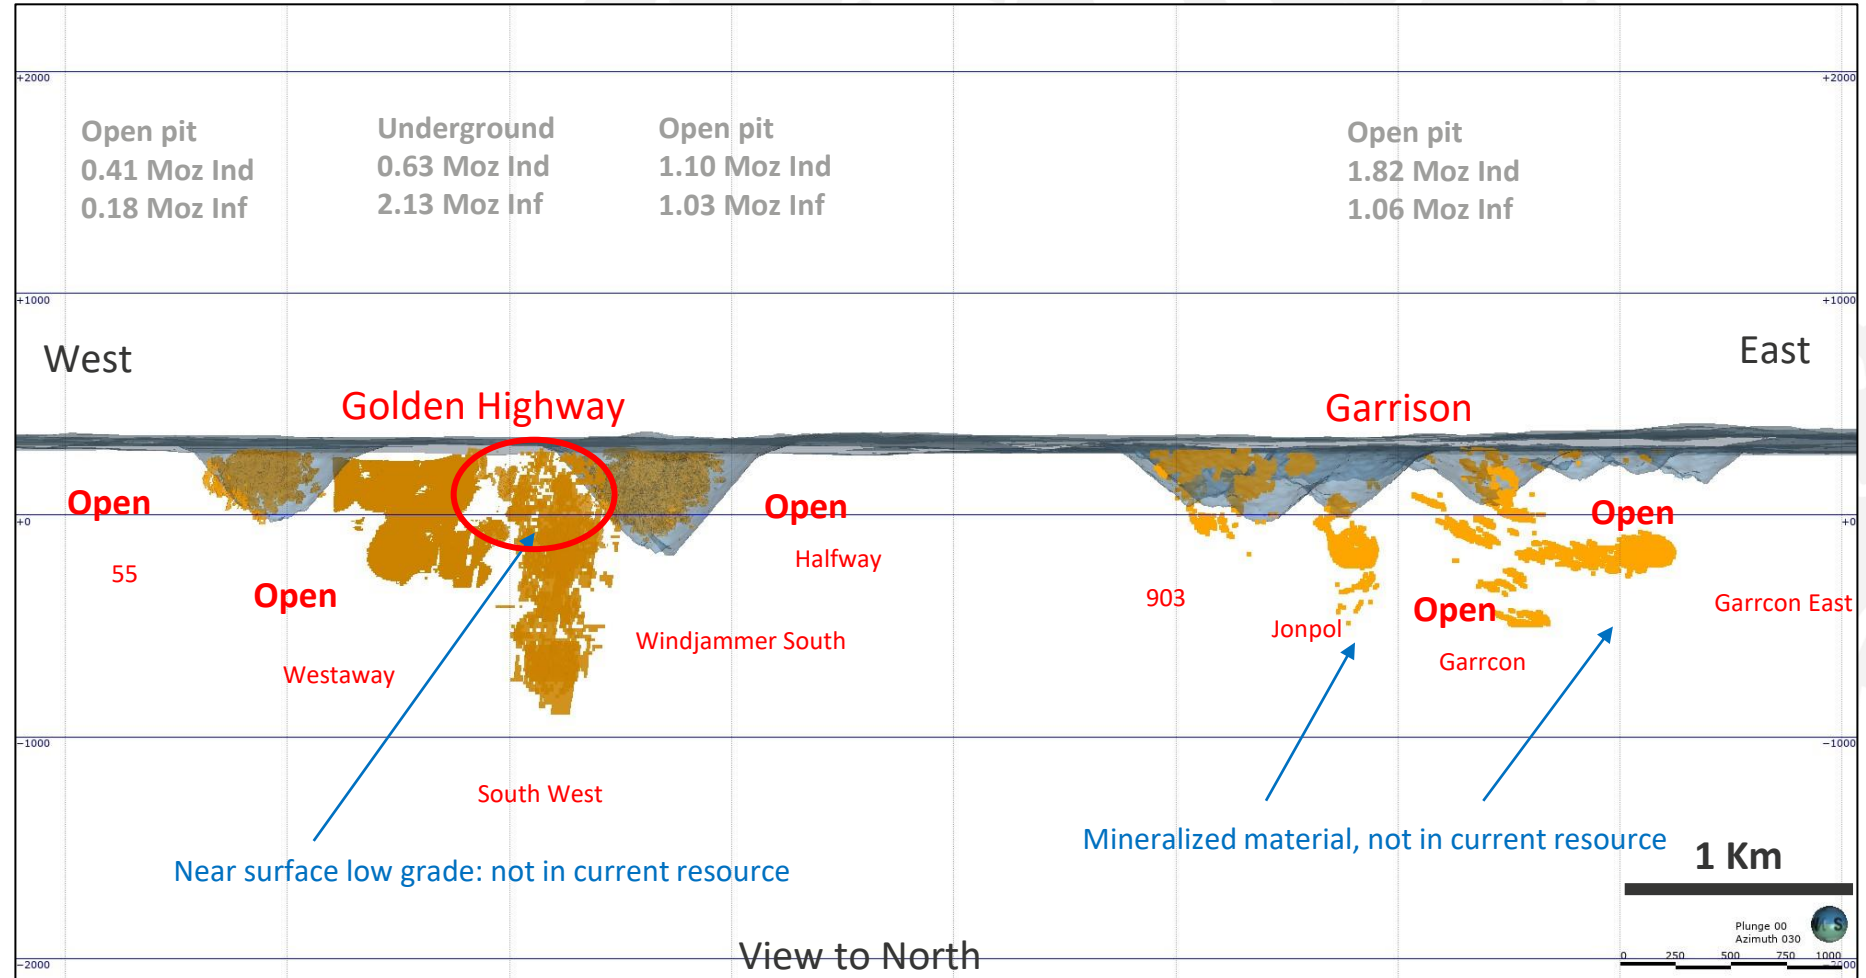 +2000
+2000
Open pit
0.41 Moz Ind
0.18 Moz Inf
Underground
0.63 Moz Ind
2.13 Moz Inf
Open pit
1.10 Moz Ind
1.03 Moz Inf
Open pit
1.82 Moz Ind
1.06 Moz Inf
+1000
+1000
West
East
Golden Highway
Garrison
Open
Open
Open
+0
+0
Halfway
55
Open
903
Open
Garrcon East
Jonpol
Windjammer South
Garrcon
Westaway
-1000
-1000
South West
Near surface low grade: not in current resource
Mineralized material, not in current resource
1 Km
Plunge 00
Azimuth 030
0 250 500 750 1000
View to North
-2000